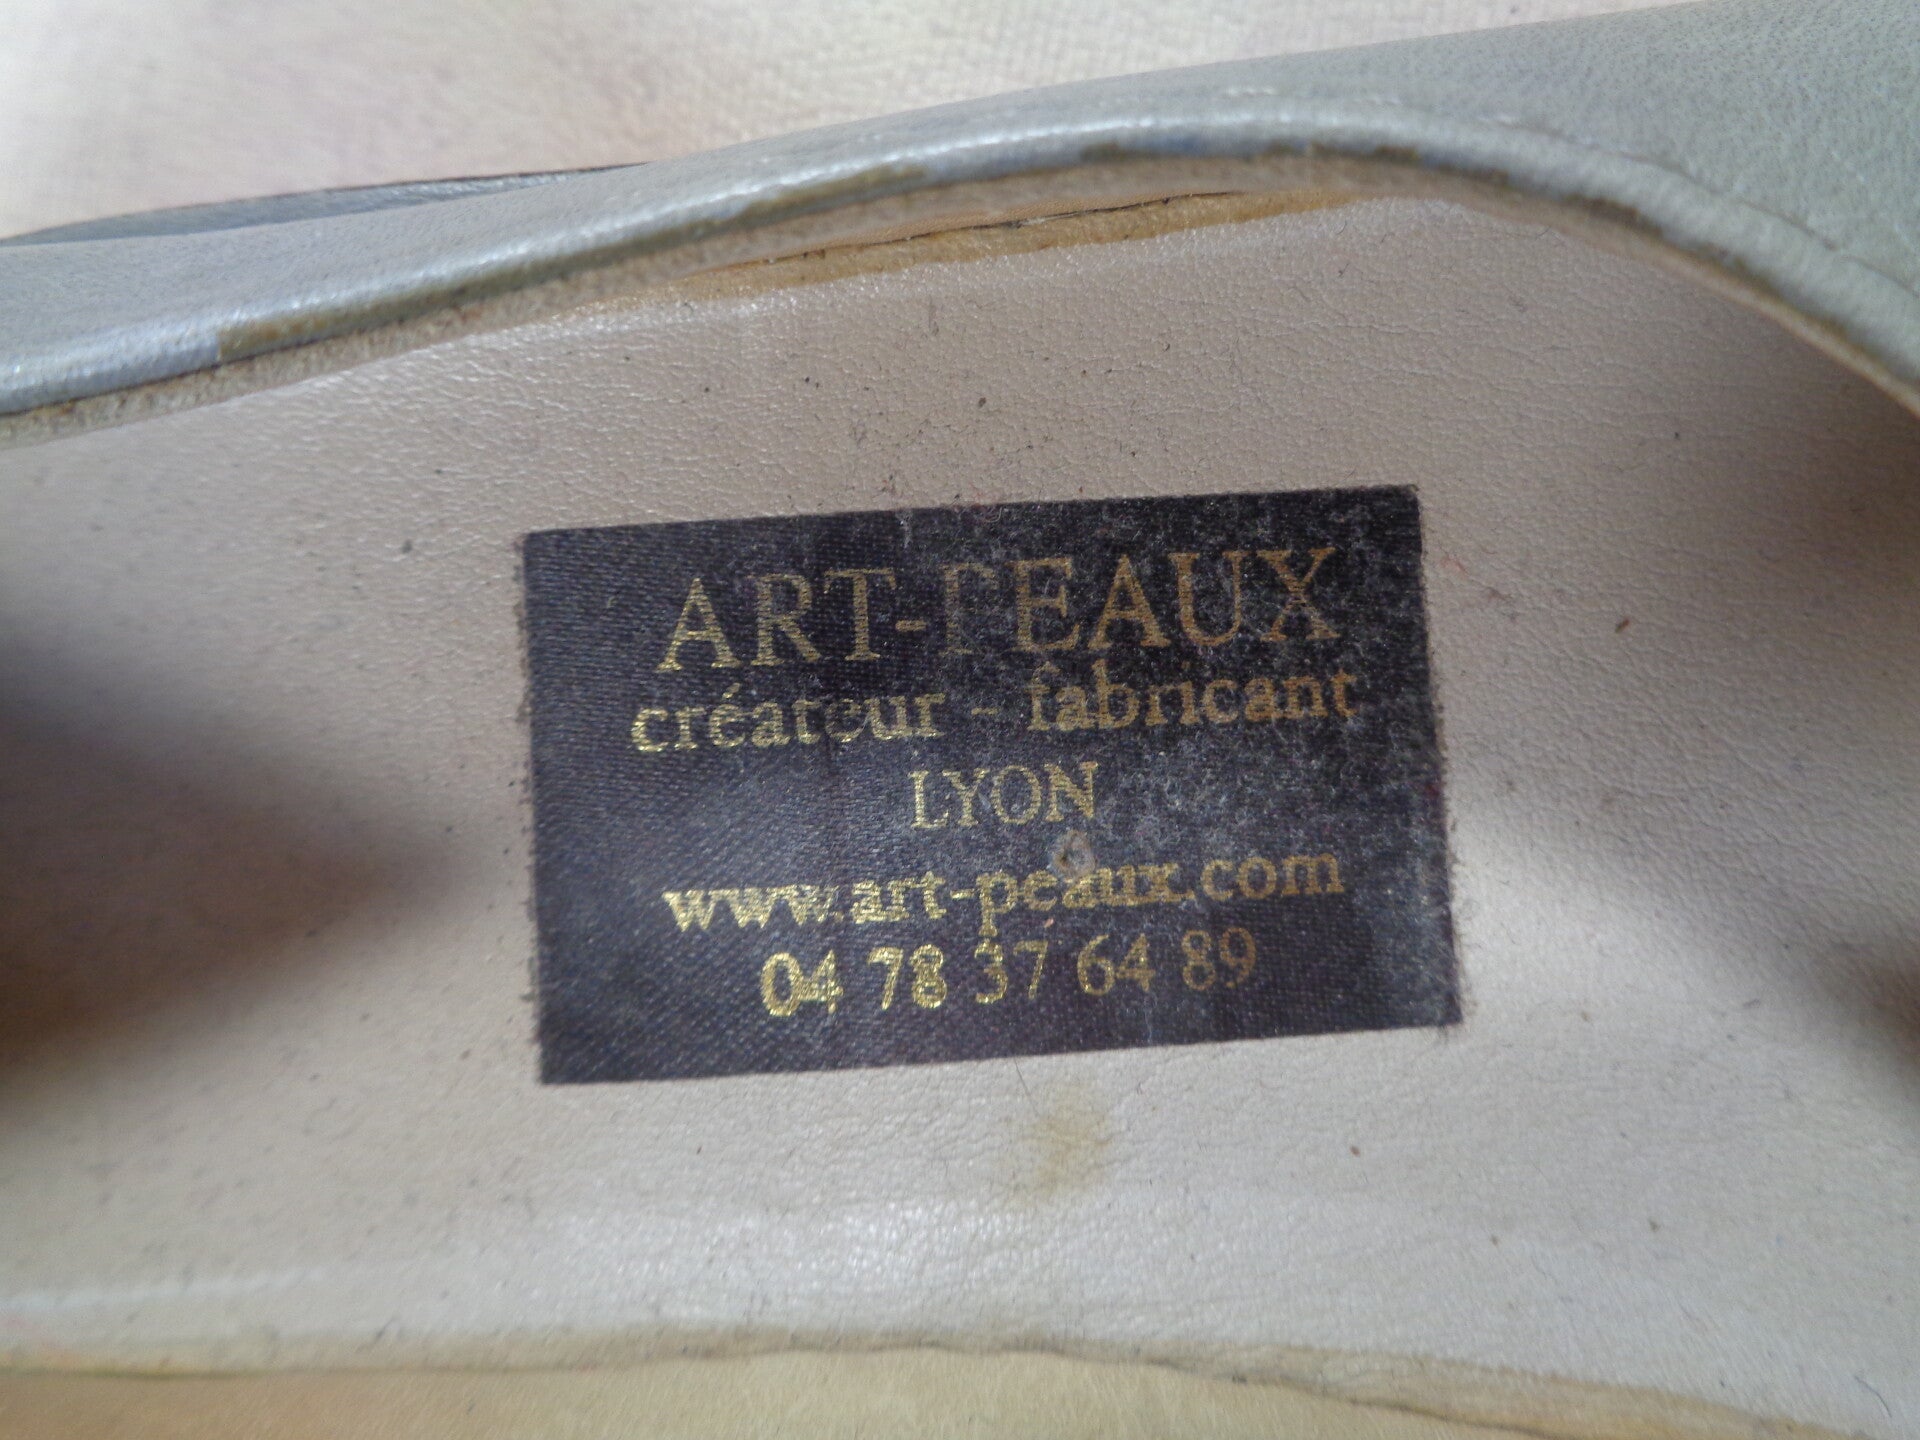 ART-PEAUX
créateur - fabricant
LYON
www.art-peaux.com
04 78 37 64 89